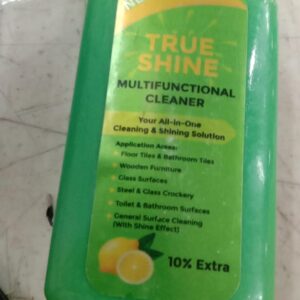 TRUE
SHINE
MULTIFUNCTIONAL
CLEANER
Your All-in-One
Cleaning & Shining Solution
Application Areas:
• Floor Tiles & Bathroom Tiles
• Wooden Furniture
• Glass Surfaces
• Steel & Glass Crockery
• Toilet & Bathroom Surfaces
• General Surface Cleaning
(With Shine Effect)
10% Extra